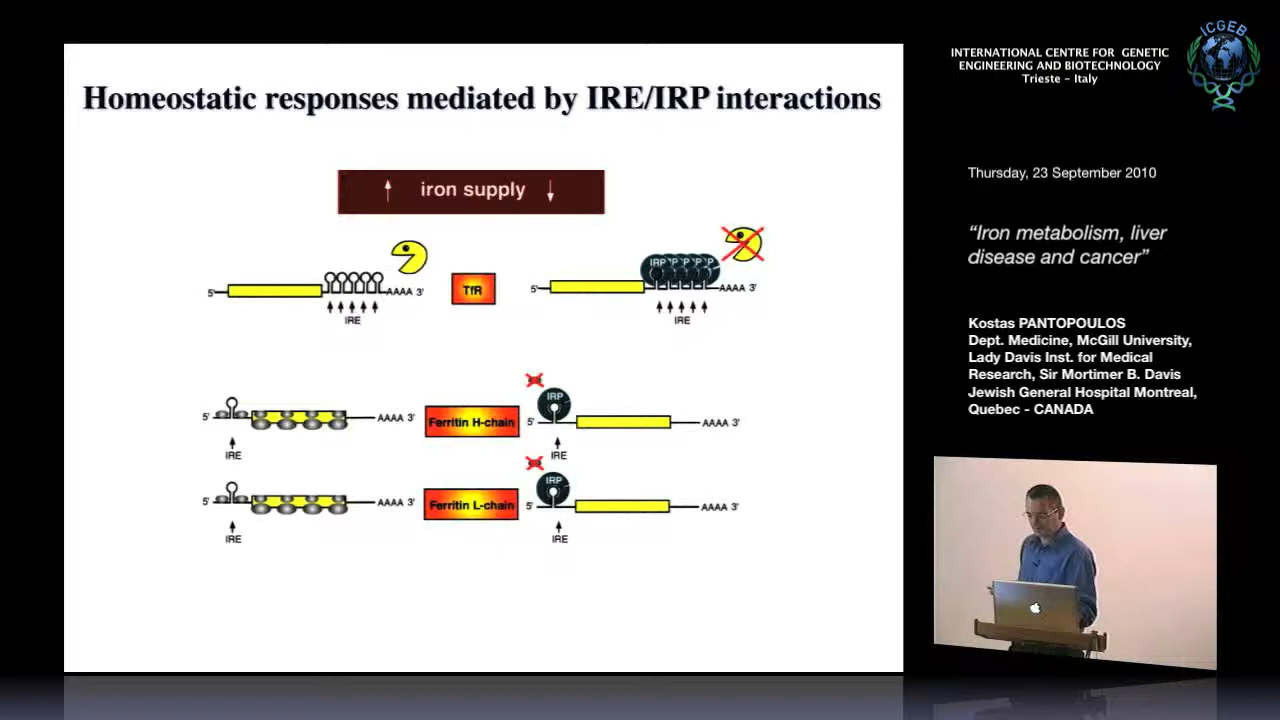 Homeostatic responses mediated by IRE/IRP interactions
↑ iron supply ↓
5' AAAA 3'
IRE
TfR
5' IRP P P P P AAAA 3'
IRE
5' AAAA 3'
IRE
Ferritin H-chain
IRP
5' AAAA 3'
IRE
5' AAAA 3'
IRE
Ferritin L-chain
IRP
5' AAAA 3'
IRE
ICGEB
INTERNATIONAL CENTRE FOR GENETIC
ENGINEERING AND BIOTECHNOLOGY
Trieste - Italy
Thursday, 23 September 2010
“Iron metabolism, liver
disease and cancer”
Kostas PANTOPOULOS
Dept. Medicine, McGill University,
Lady Davis Inst. for Medical
Research, Sir Mortimer B. Davis
Jewish General Hospital Montreal,
Quebec - CANADA